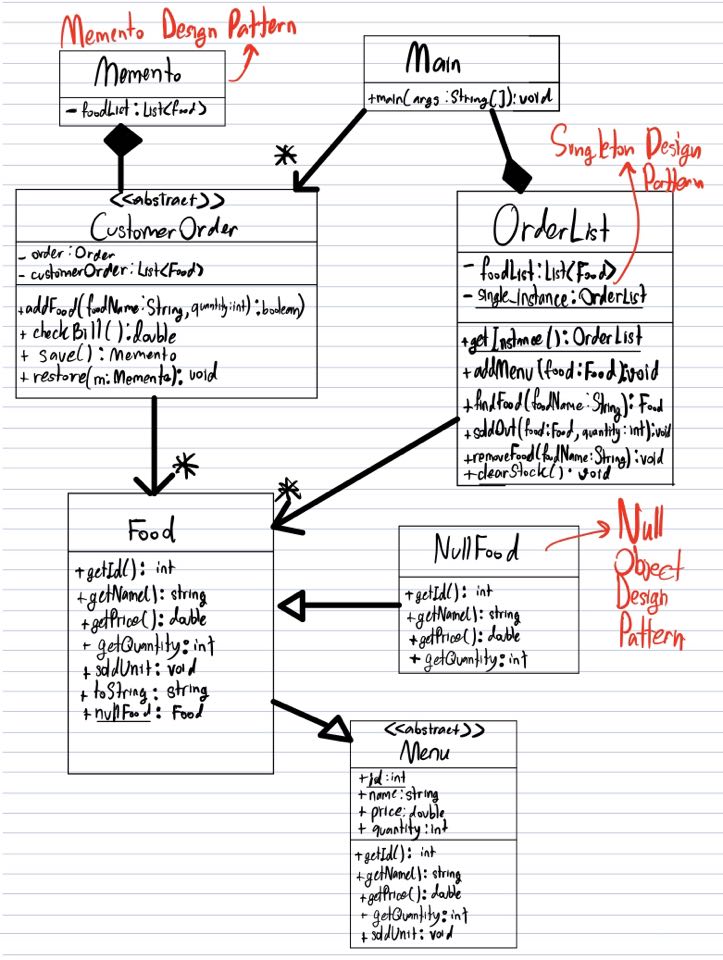 Memento Design Pattern
Memento
- foodList : List<Food>
Main
+main(args : String[]): void
*
Singleton Design
Pattern
<<abstract>>
CustomerOrder
- order : Order
- customerOrder : List<Food>
+addFood(foodName : String, quantity : int) : boolean)
+ checkBill() : double
+ save() : Memento
+ restore(m : Memento) : void
OrderList
- foodList : List<Food>
- single_instance : OrderList
+getInstance() : OrderList
+addMenu(food : Food) : void
+findFood(foodName : String) : Food
+soldOut(food : Food, quantity : int) : void
+removeFood(foodName : String) : void
+clearStock() : void
*
*
Food
+getId() : int
+getName() : string
+getPrice() : double
+ getQuantity : int
+ soldUnit : void
+ toString : string
+ nullFood : Food
NullFood
+getId() : int
+getName() : string
+getPrice() : double
+ getQuantity : int
Null
Object
Design
Pattern
<<abstract>>
Menu
+ id : int
+ name : string
+ price : double
+ quantity : int
+getId() : int
+getName() : string
+getPrice() : double
+ getQuantity : int
+ soldUnit : void